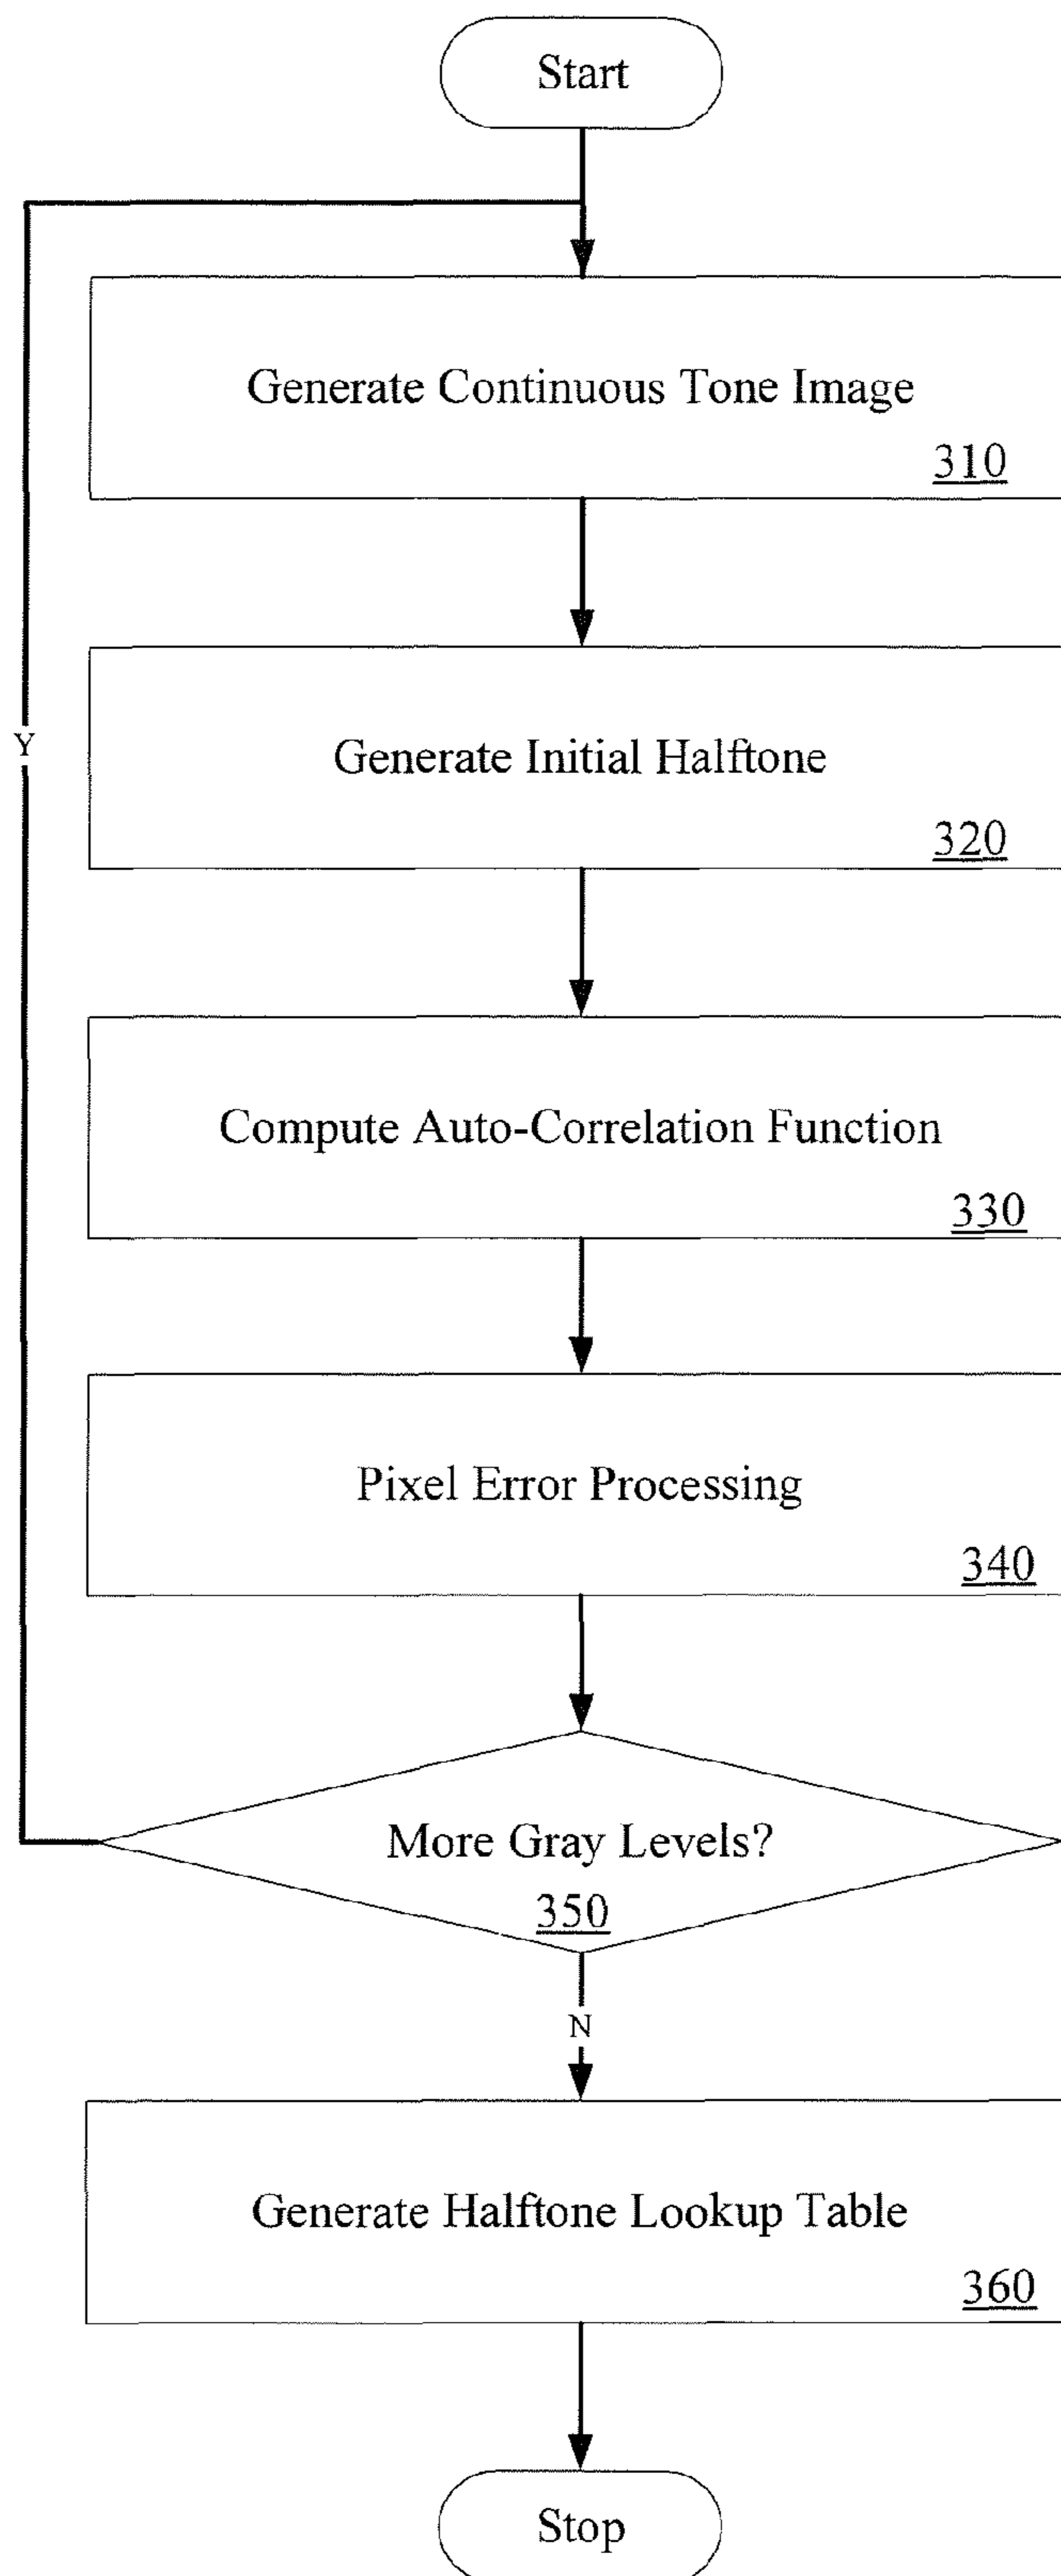 Start
Generate Continuous Tone Image
310
Y
Generate Initial Halftone
320
Compute Auto-Correlation Function
330
Pixel Error Processing
340
More Gray Levels?
350
N
Generate Halftone Lookup Table
360
Stop